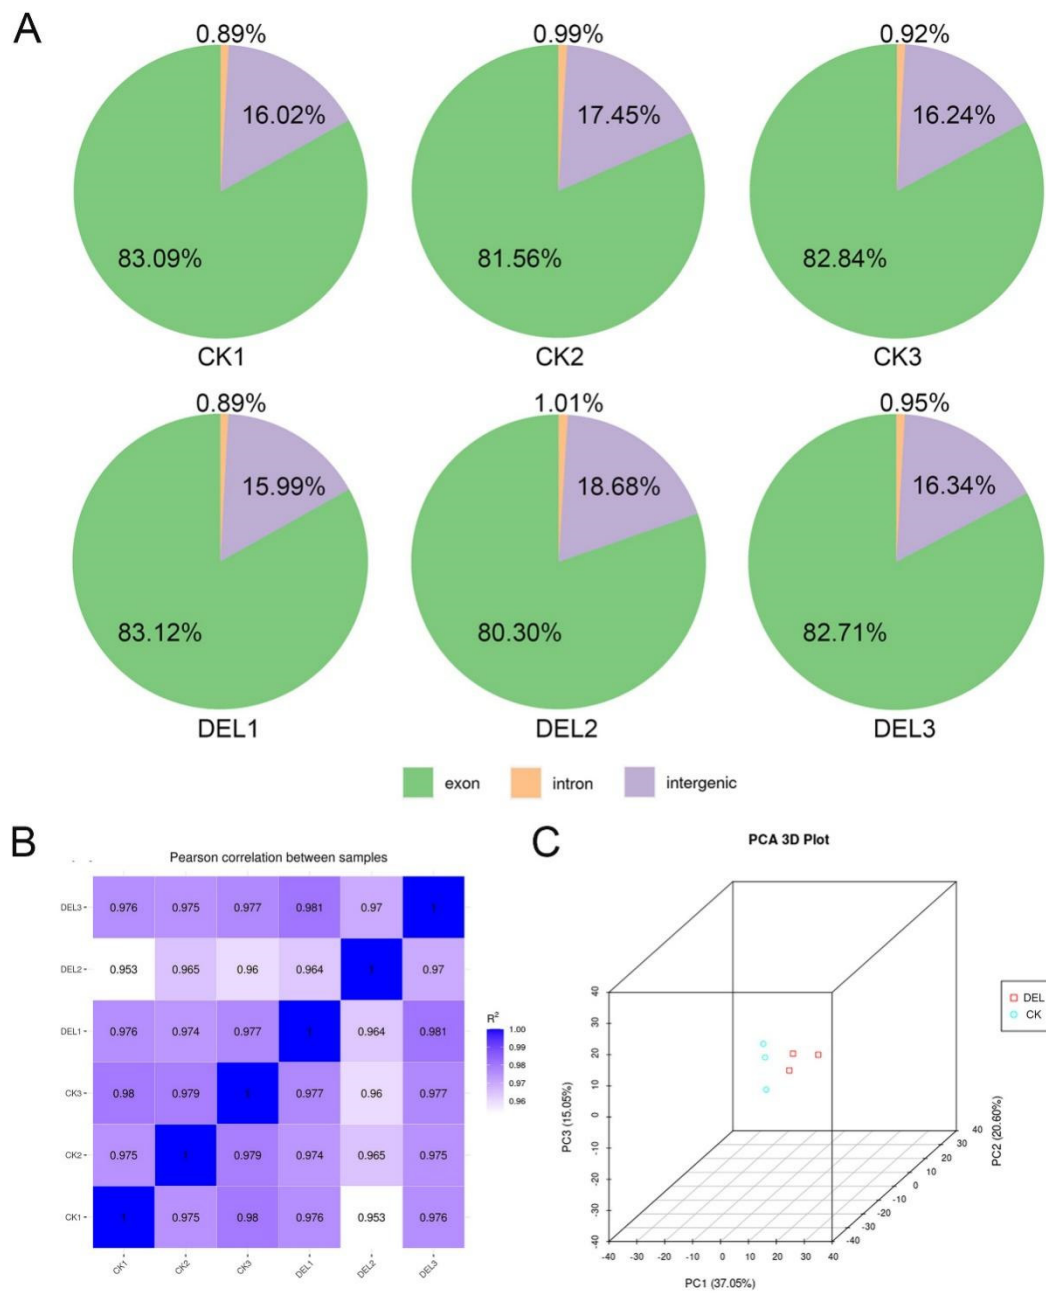 A
0.89% 0.99% 0.92%
16.02% 17.45% 16.24%
83.09% 81.56% 82.84%
CK1 CK2 CK3
0.89% 1.01% 0.95%
15.99% 18.68% 16.34%
83.12% 80.30% 82.71%
DEL1 DEL2 DEL3
exon intron intergenic
B
Pearson correlation between samples
DEL3 0.976 0.975 0.977 0.981 0.97 1
DEL2 0.953 0.965 0.96 0.964 1 0.97
DEL1 0.976 0.974 0.977 1 0.964 0.981
CK3 0.98 0.979 1 0.977 0.96 0.977
CK2 0.975 1 0.979 0.974 0.965 0.975
CK1 1 0.975 0.98 0.976 0.953 0.976
CK1 CK2 CK3 DEL1 DEL2 DEL3
R²
1.00
0.99
0.98
0.97
0.96
C
PCA 3D Plot
DEL
CK
PC3 (15.05%)
40
30
20
10
0
-10
-20
-30
-40
-40 -30 -20 -10 0 10 20 30 40
PC1 (37.05%)
-40
-30
-20
-10
0
10
20
30
40
PC2 (20.60%)